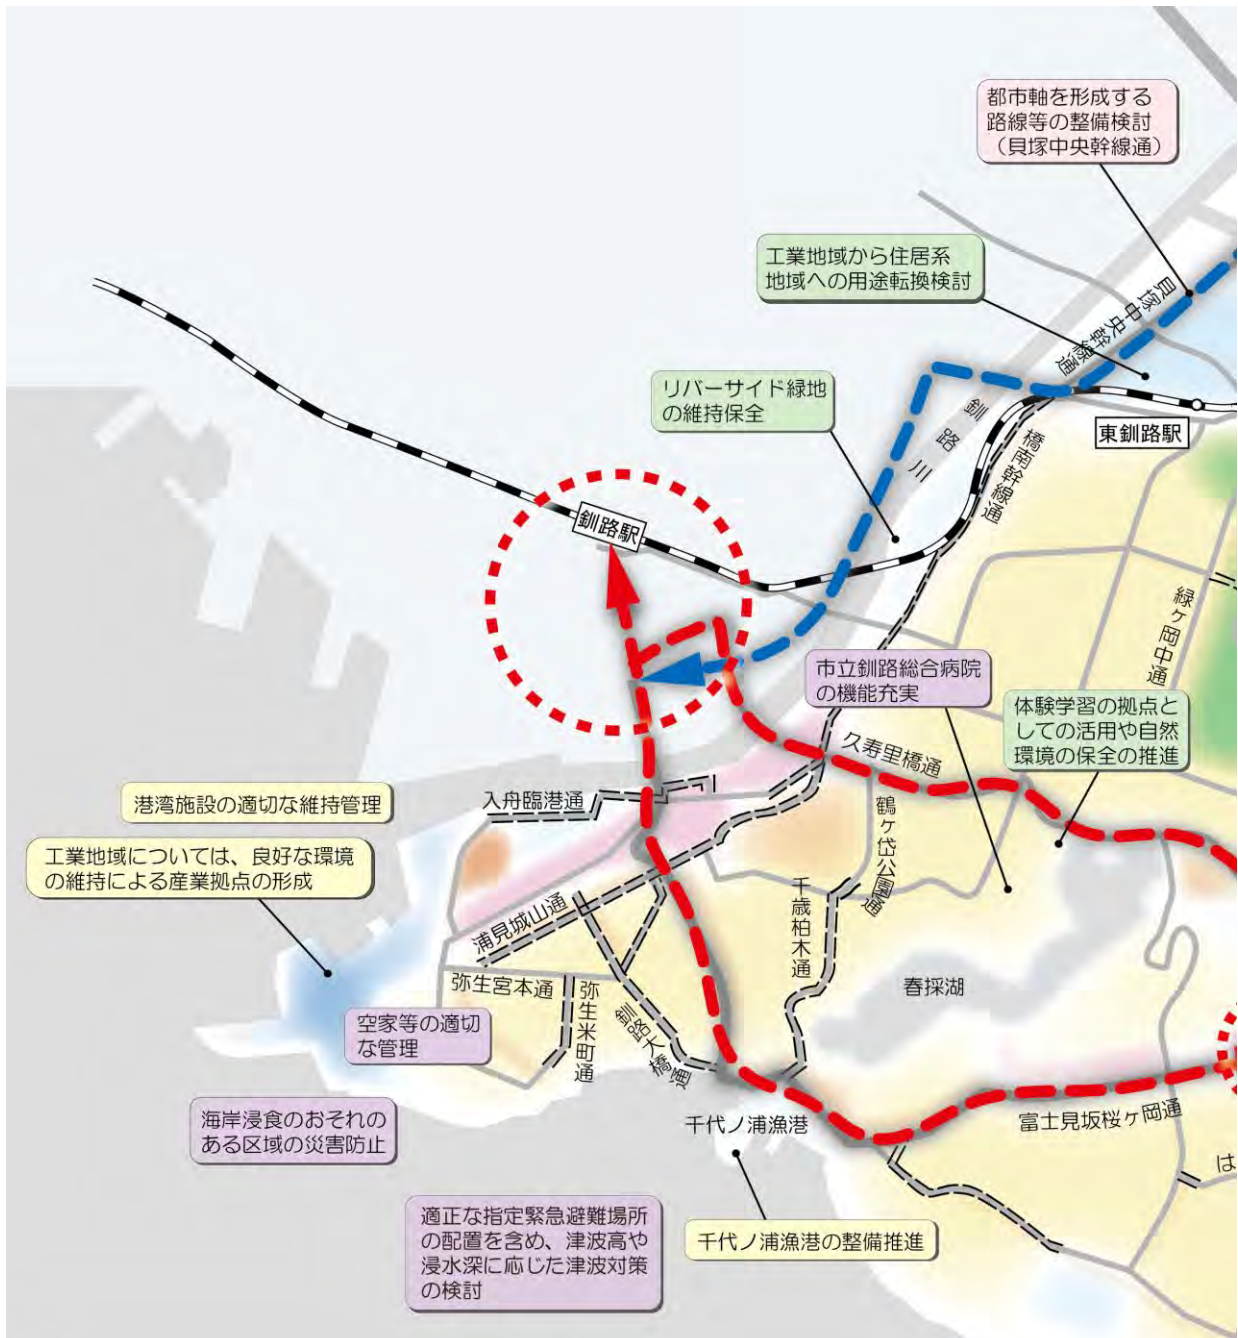 都市軸を形成する
路線等の整備検討
(貝塚中央幹線通)
工業地域から住居系
地域への用途転換検討
貝塚中央幹線通
リバーサイド緑地
の維持保全
釧路川
東釧路駅
橋南幹線通
釧路駅
緑ヶ岡中通
市立釧路総合病院
の機能充実
体験学習の拠点と
しての活用や自然
環境の保全の推進
久寿里橋通
港湾施設の適切な維持管理
入舟臨港通
鶴ヶ岱公園通
工業地域については、良好な環境
の維持による産業拠点の形成
千歳柏木通
浦見城山通
弥生宮本通
弥生米町通
釧路大橋通
春採湖
空家等の適切
な管理
海岸浸食のおそれの
ある区域の災害防止
千代ノ浦漁港
富士見坂桜ヶ岡通
は
適正な指定緊急避難場所
の配置を含め、津波高や
浸水深に応じた津波対策
の検討
千代ノ浦漁港の整備推進